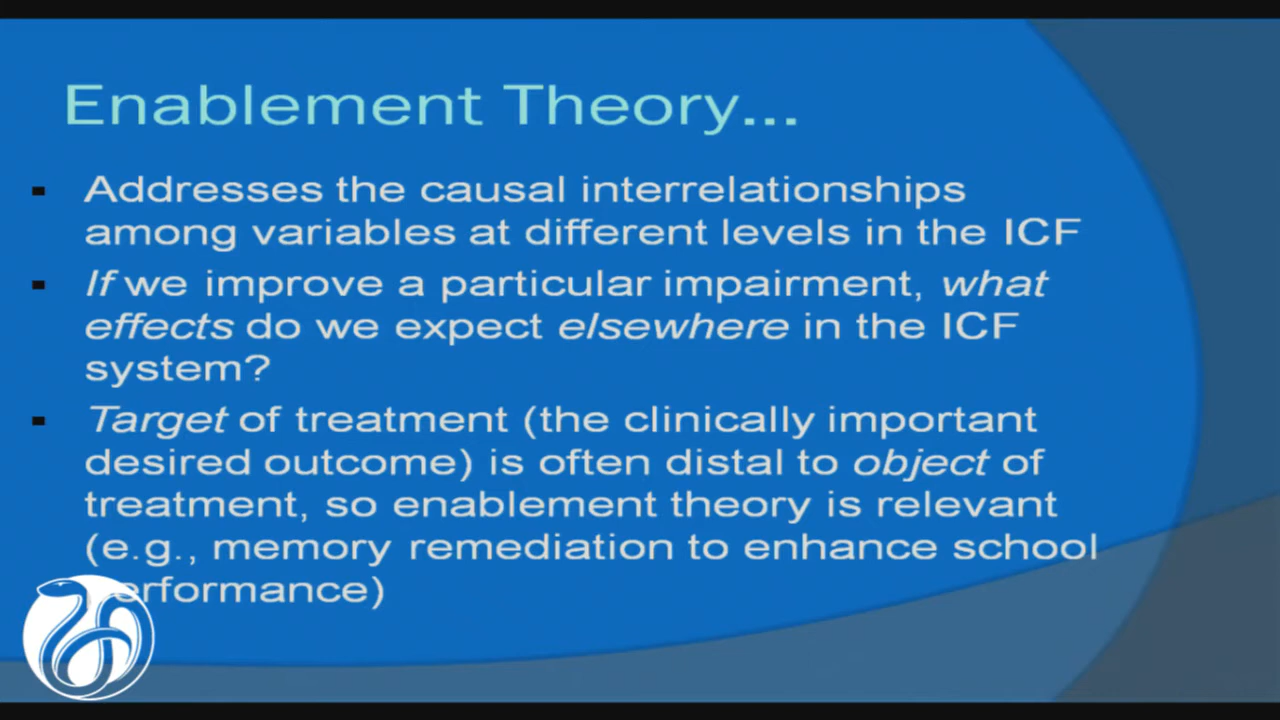 Enablement Theory...
▪ Addresses the causal interrelationships
among variables at different levels in the ICF
▪ If we improve a particular impairment, what
effects do we expect elsewhere in the ICF
system?
▪ Target of treatment (the clinically important
desired outcome) is often distal to object of
treatment, so enablement theory is relevant
(e.g., memory remediation to enhance school
performance)